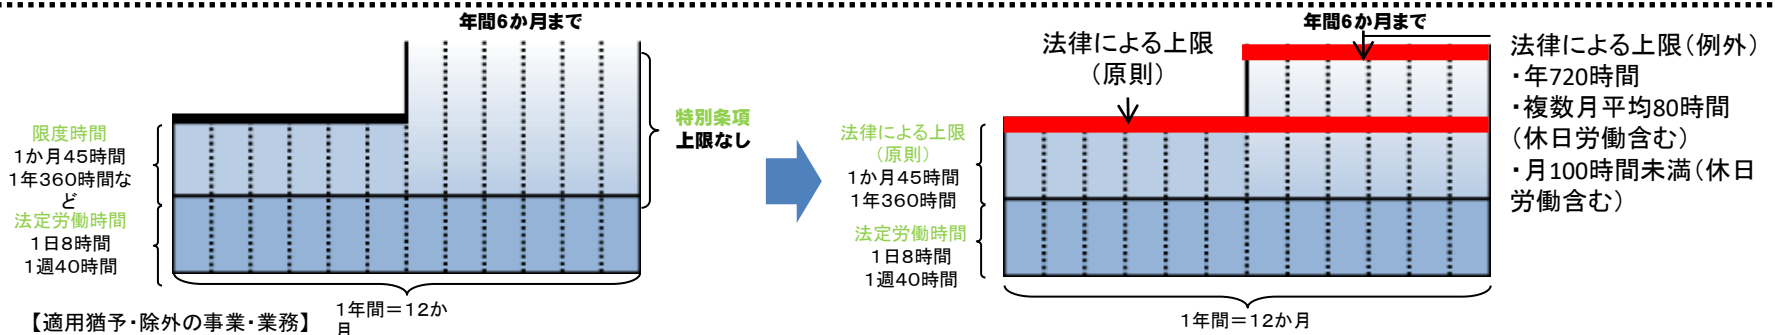 年間6か月まで
限度時間
1か月45時間
1年360時間な
ど
法定労働時間
1日8時間
1週40時間
特別条項
上限なし
1年間＝12か
月
【適用猶予・除外の事業・業務】
年間6か月まで
法律による上限
（原則）
法律による上限（例外）
・年720時間
・複数月平均80時間
（休日労働含む）
・月100時間未満（休日
労働含む）
法律による上限
（原則）
1か月45時間
1年360時間
法定労働時間
1日8時間
1週40時間
1年間＝12か月